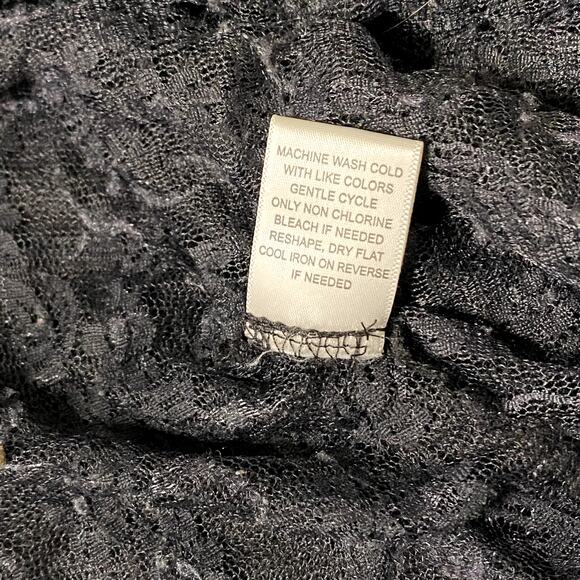 MACHINE WASH COLD
WITH LIKE COLORS
GENTLE CYCLE
ONLY NON CHLORINE
BLEACH IF NEEDED
RESHAPE, DRY FLAT
COOL IRON ON REVERSE
IF NEEDED